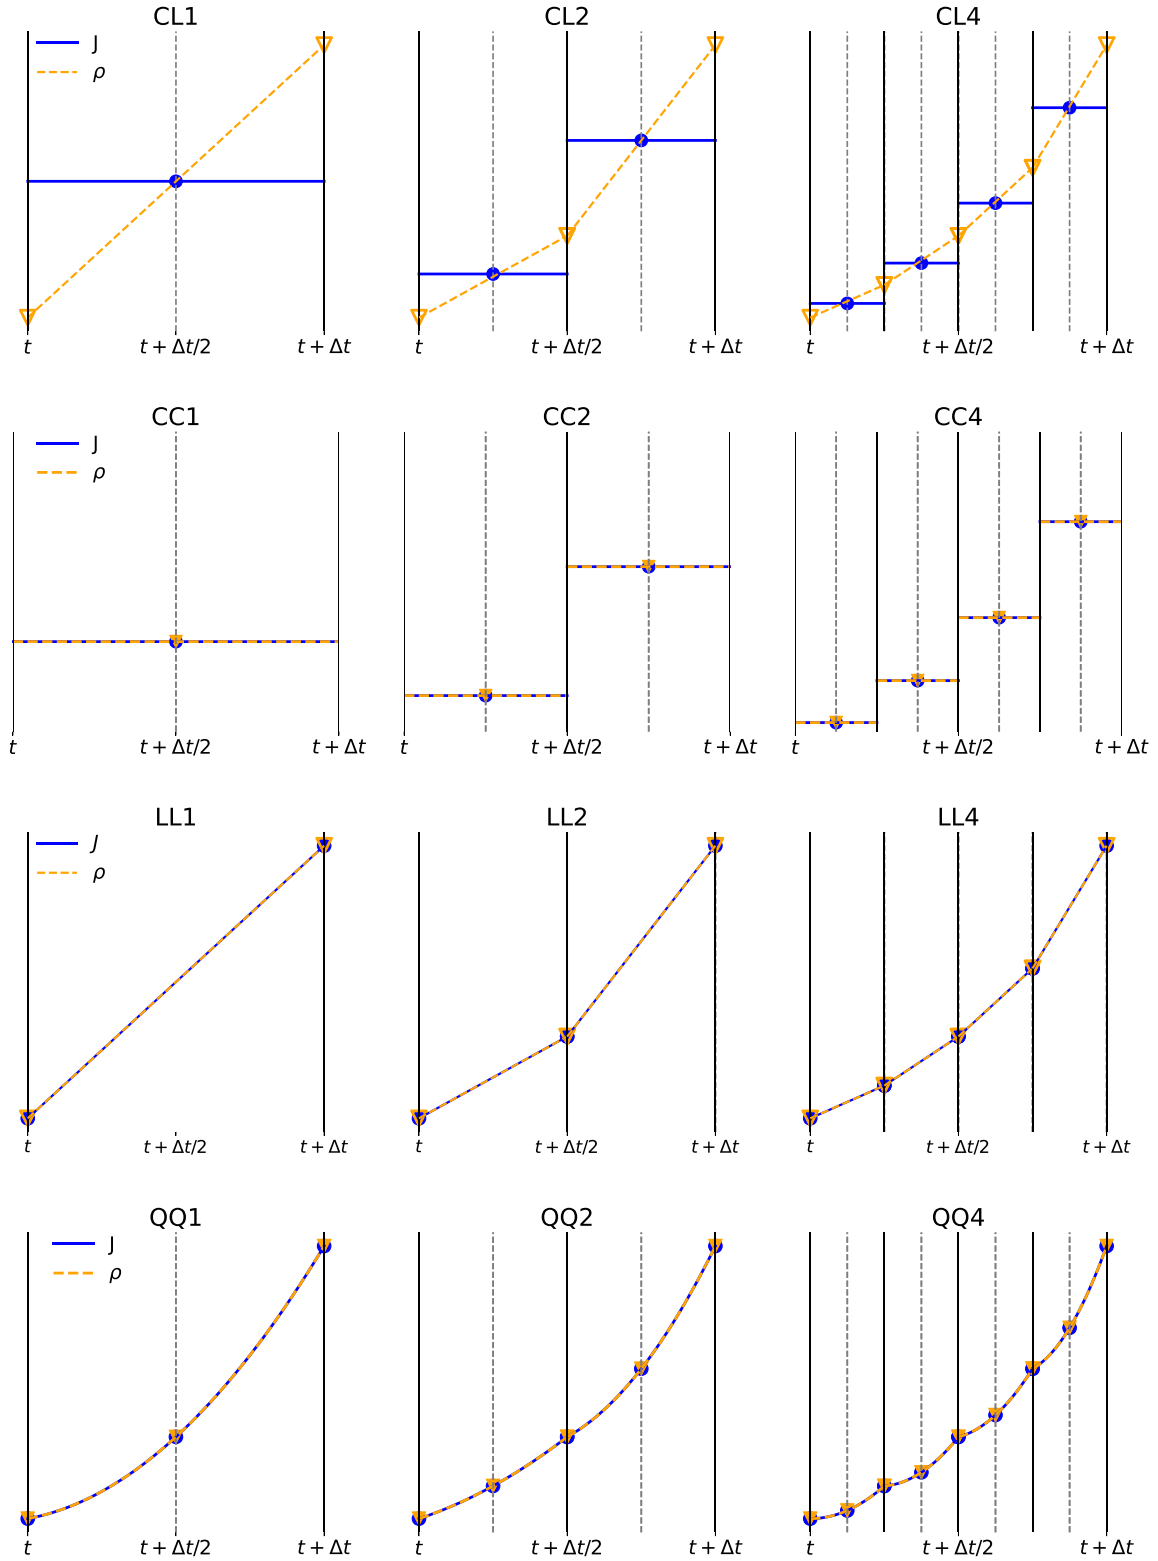 CL1 CL2 CL4
J
ρ
t t + Δt/2 t + Δt t t + Δt/2 t + Δt t t + Δt/2 t + Δt
CC1 CC2 CC4
J
ρ
t t + Δt/2 t + Δt t t + Δt/2 t + Δt t t + Δt/2 t + Δt
LL1 LL2 LL4
J
ρ
t t + Δt/2 t + Δt t t + Δt/2 t + Δt t t + Δt/2 t + Δt
QQ1 QQ2 QQ4
J
ρ
t t + Δt/2 t + Δt t t + Δt/2 t + Δt t t + Δt/2 t + Δt